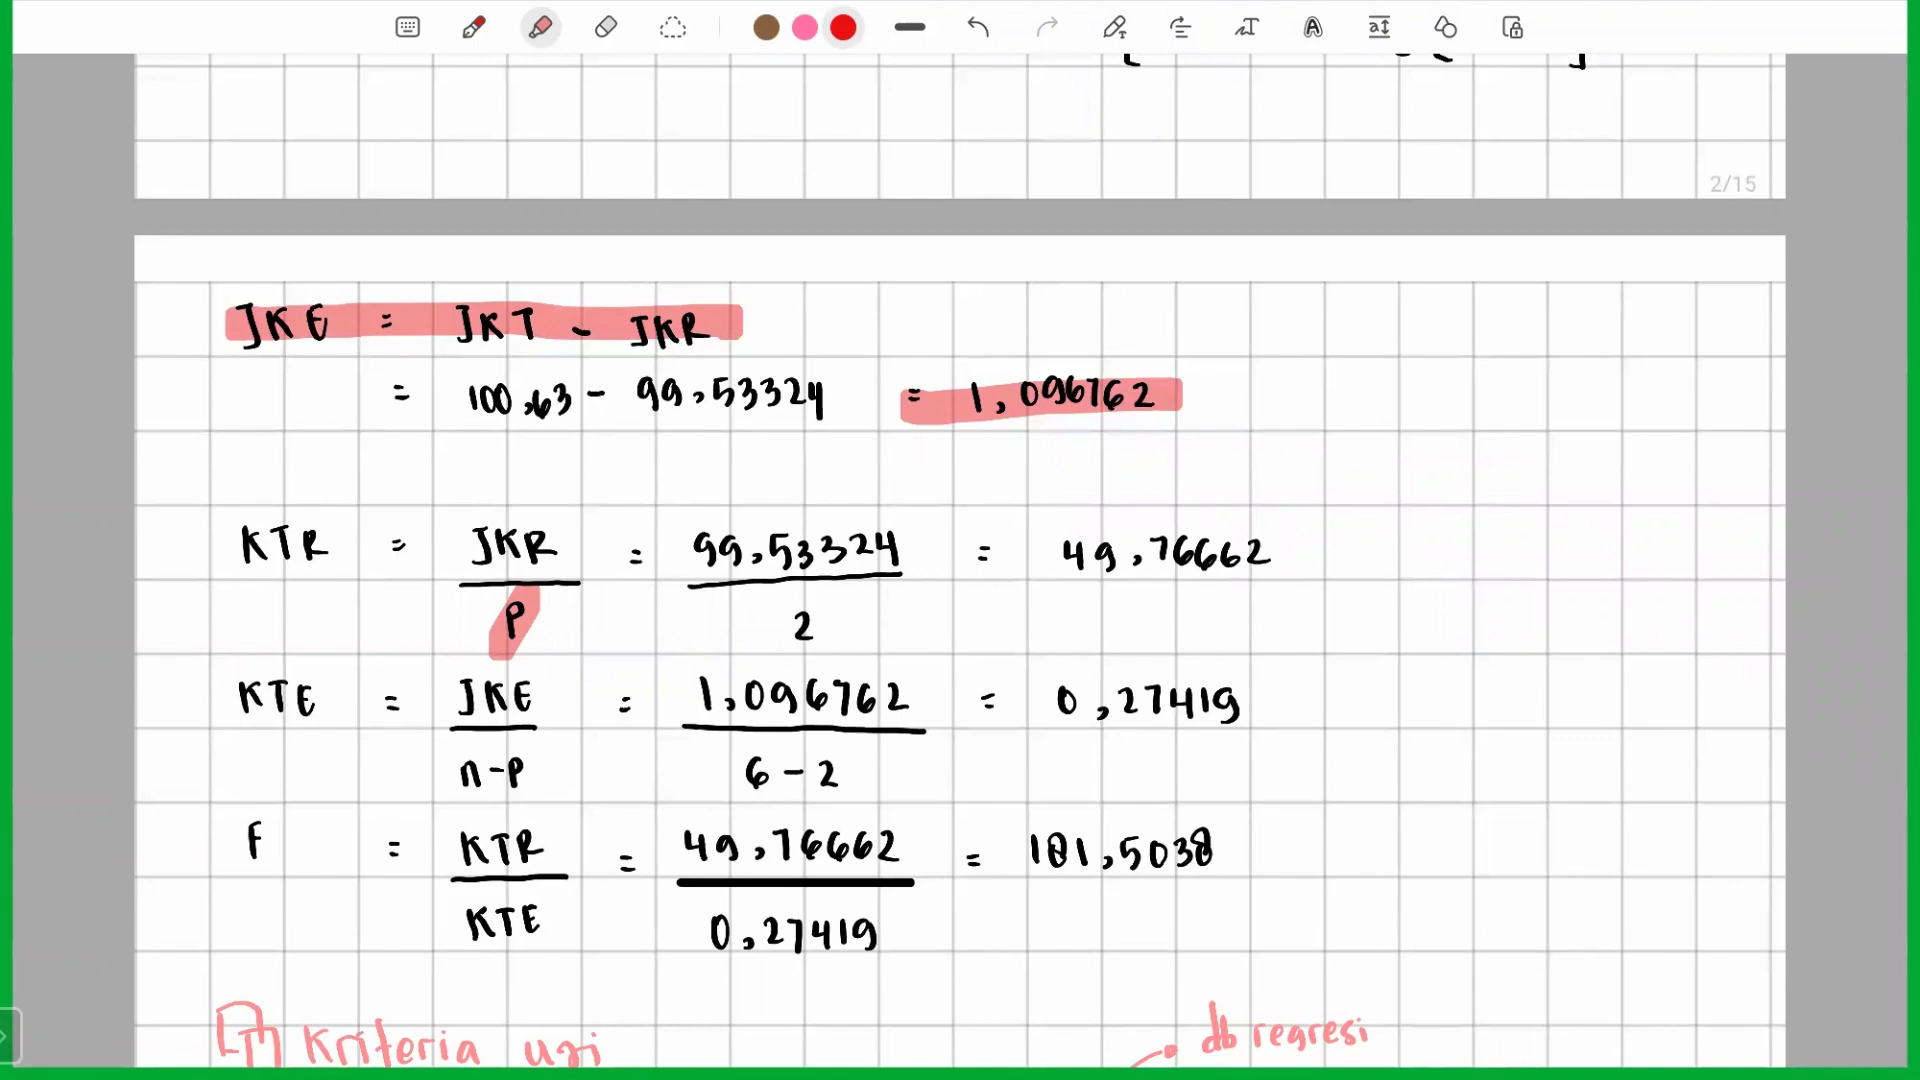 2/15
JKE = JKT - JKR
= 100,63 - 99,53324 = 1,096762
KTR = JKR = 99,53324 = 49,76662
P 2
KTE = JKE = 1,096762 = 0,27419
n-p 6-2
F = KTR = 49,76662 = 181,5038
KTE 0,27419
db regresi
Kriteria uji